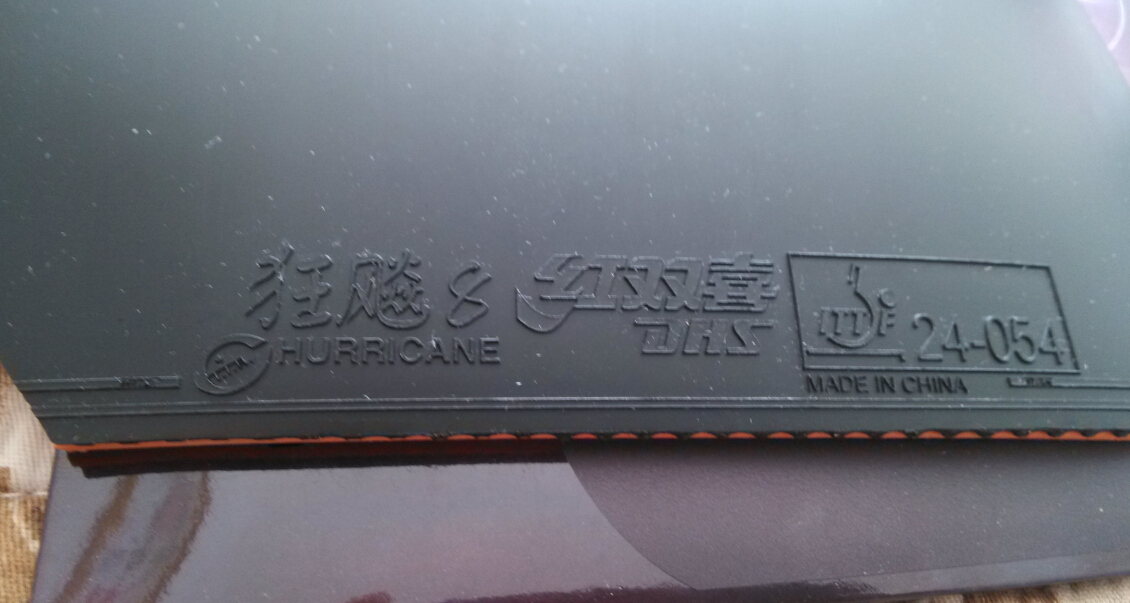 狂飚 8
HURRICANE
红双喜
DHS
ittf
24-054
MADE IN CHINA